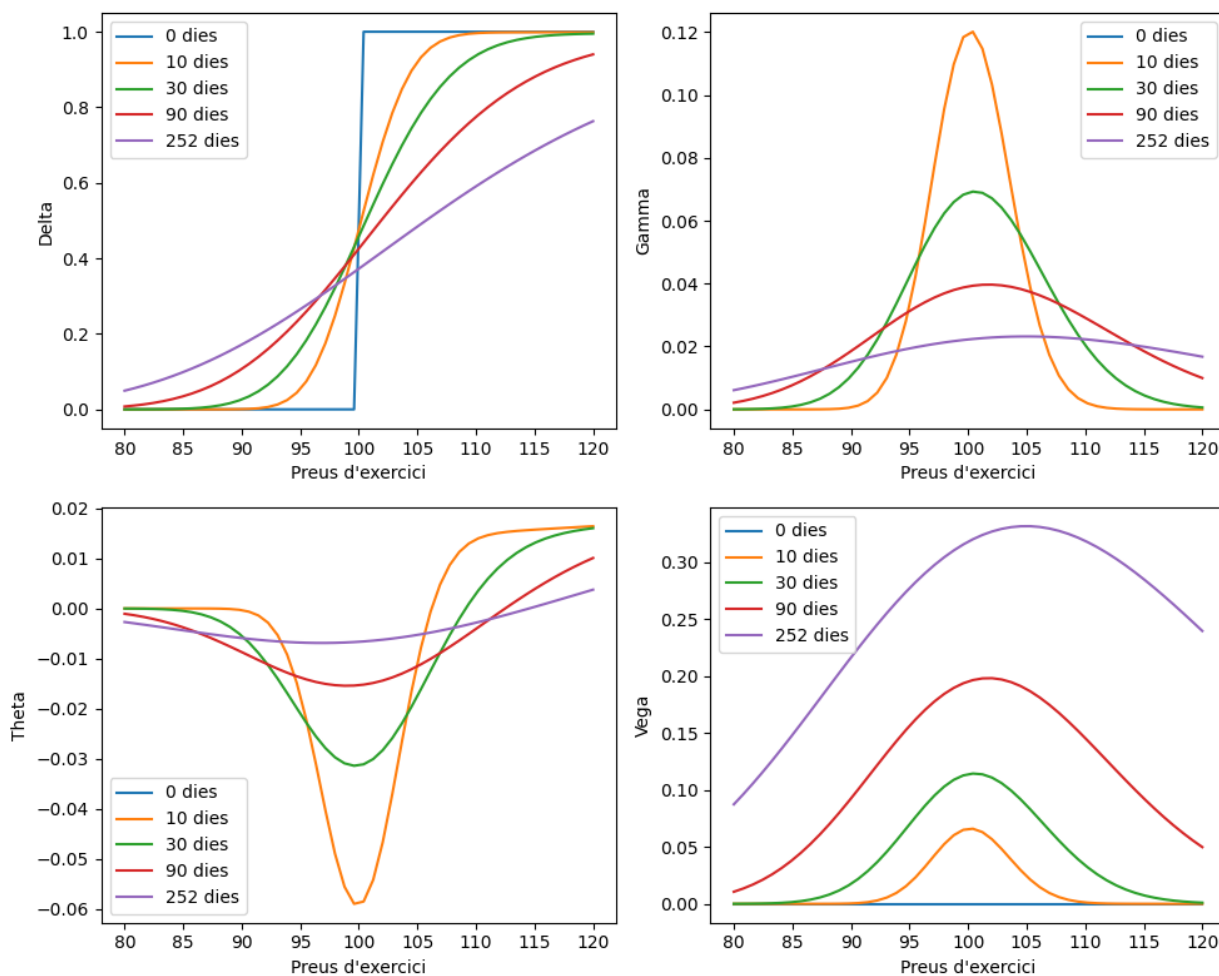 1.0
0.8
0.6
0.4
0.2
0.0
Delta
0 dies
10 dies
30 dies
90 dies
252 dies
80 85 90 95 100 105 110 115 120
Preus d'exercici
0.12
0.10
0.08
0.06
0.04
0.02
0.00
Gamma
0 dies
10 dies
30 dies
90 dies
252 dies
80 85 90 95 100 105 110 115 120
Preus d'exercici
0.02
0.01
0.00
−0.01
−0.02
−0.03
−0.04
−0.05
−0.06
Theta
0 dies
10 dies
30 dies
90 dies
252 dies
80 85 90 95 100 105 110 115 120
Preus d'exercici
0.30
0.25
0.20
0.15
0.10
0.05
0.00
Vega
0 dies
10 dies
30 dies
90 dies
252 dies
80 85 90 95 100 105 110 115 120
Preus d'exercici